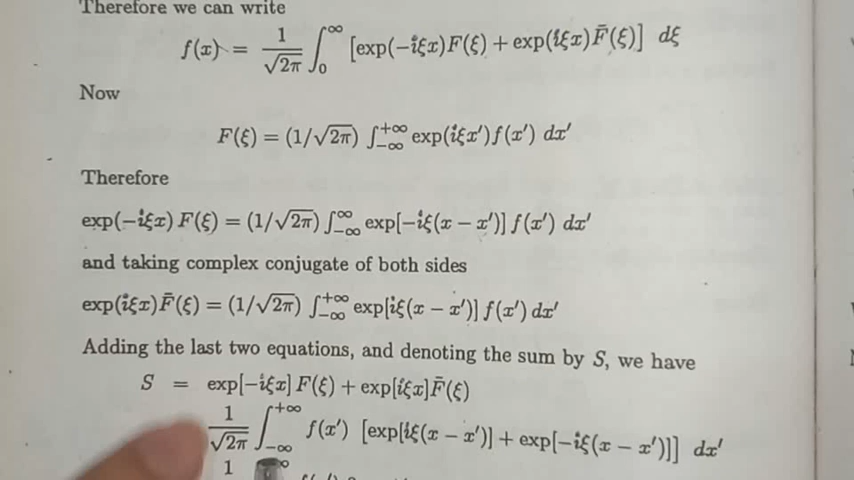 Therefore we can write
f(x) = 1/√2π ∫₀^∞ [exp(−iξx)F(ξ) + exp(iξx)F̄(ξ)] dξ
Now
F(ξ) = (1/√2π) ∫_{−∞}^{+∞} exp(iξx′)f(x′) dx′
Therefore
exp(−iξx) F(ξ) = (1/√2π) ∫_{−∞}^{∞} exp[−iξ(x − x′)] f(x′) dx′
and taking complex conjugate of both sides
exp(iξx)F̄(ξ) = (1/√2π) ∫_{−∞}^{+∞} exp[iξ(x − x′)] f(x′) dx′
Adding the last two equations, and denoting the sum by S, we have
S = exp[−iξx] F(ξ) + exp[iξx]F̄(ξ)
1/√2π ∫_{−∞}^{+∞} f(x′) [exp[iξ(x − x′)] + exp[−iξ(x − x′)]] dx′
1